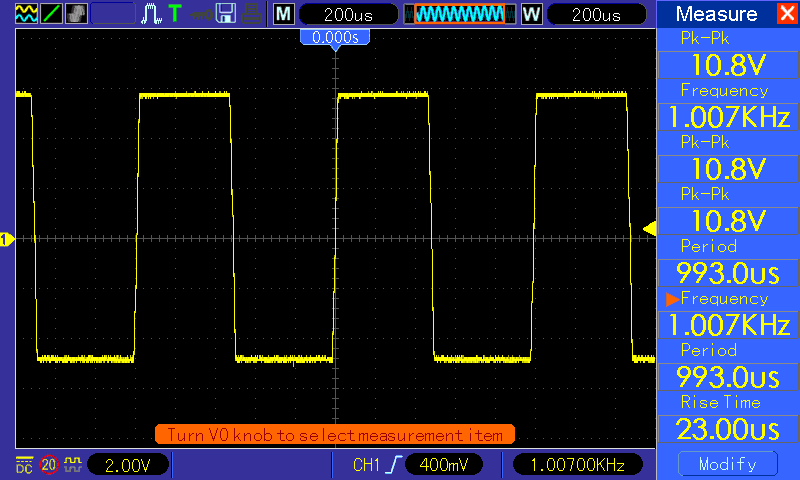 T M 200us W 200us Measure
0.000s
Pk-Pk
10.8V
Frequency
1.007KHz
Pk-Pk
10.8V
Pk-Pk
10.8V
Period
993.0us
Frequency
1.007KHz
Period
993.0us
Rise Time
23.00us
1
Turn V0 knob to select measurement item
DC 20 2.00V CH1 400mV 1.00700KHz Modify